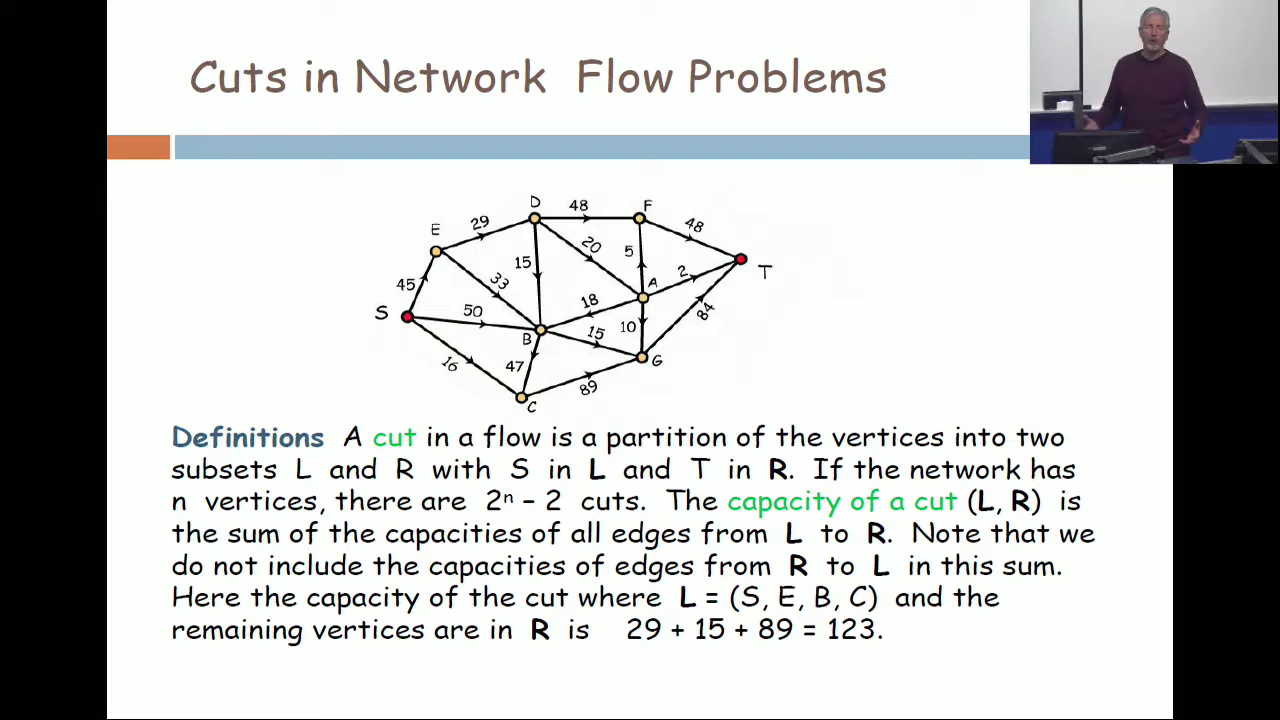 Cuts in Network Flow Problems
D
48
F
29
48
E
20
5
15
T
33
2
A
45
18
S
50
84
10
15
B
G
16
47
89
C
Definitions A cut in a flow is a partition of the vertices into two
subsets L and R with S in L and T in R. If the network has
n vertices, there are 2ⁿ – 2 cuts. The capacity of a cut (L, R) is
the sum of the capacities of all edges from L to R. Note that we
do not include the capacities of edges from R to L in this sum.
Here the capacity of the cut where L = (S, E, B, C) and the
remaining vertices are in R is 29 + 15 + 89 = 123.